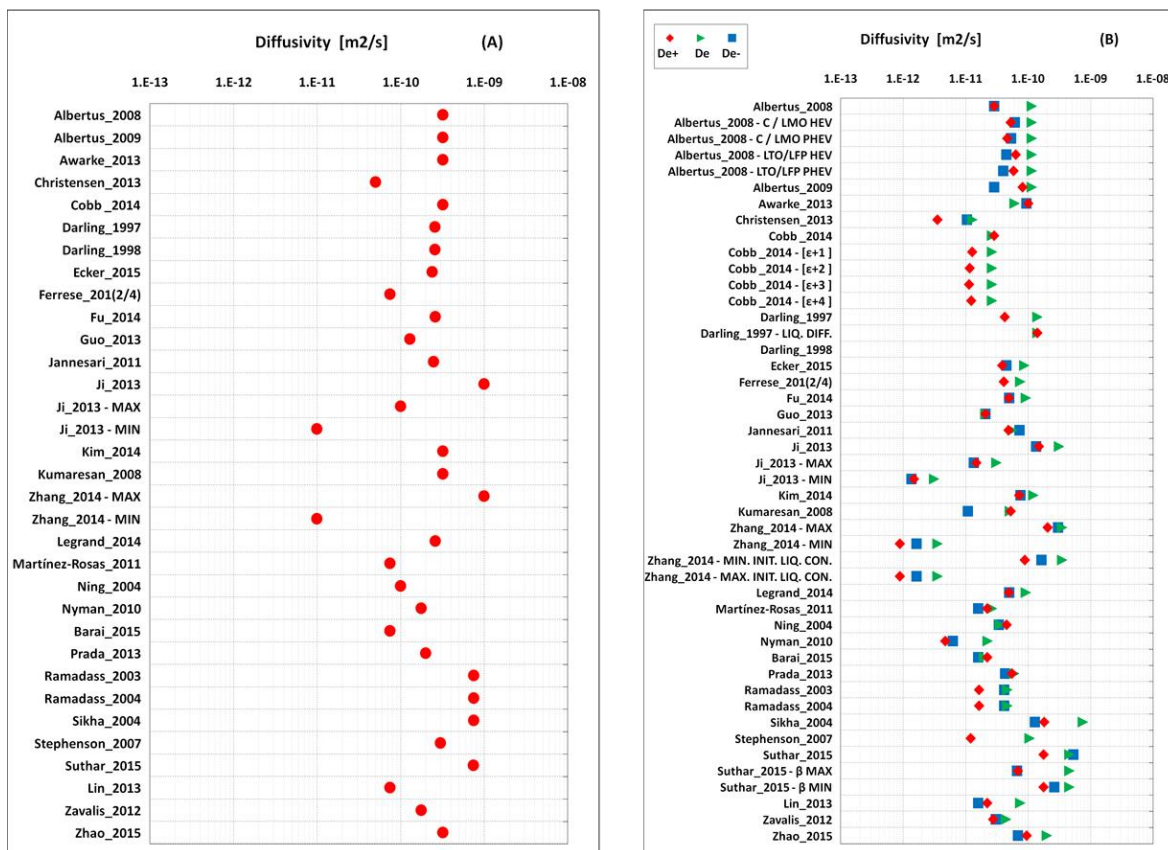 Diffusivity [m2/s] (A)
1.E-13 1.E-12 1.E-11 1.E-10 1.E-09 1.E-08
Albertus_2008
Albertus_2009
Awarke_2013
Christensen_2013
Cobb_2014
Darling_1997
Darling_1998
Ecker_2015
Ferrese_201(2/4)
Fu_2014
Guo_2013
Jannesari_2011
Ji_2013
Ji_2013 - MAX
Ji_2013 - MIN
Kim_2014
Kumaresan_2008
Zhang_2014 - MAX
Zhang_2014 - MIN
Legrand_2014
Martínez-Rosas_2011
Ning_2004
Nyman_2010
Barai_2015
Prada_2013
Ramadass_2003
Ramadass_2004
Sikha_2004
Stephenson_2007
Suthar_2015
Lin_2013
Zavalis_2012
Zhao_2015
De+ De De-
Diffusivity [m2/s] (B)
1.E-13 1.E-12 1.E-11 1.E-10 1.E-09 1.E-08
Albertus_2008
Albertus_2008 - C / LMO HEV
Albertus_2008 - C / LMO PHEV
Albertus_2008 - LTO/LFP HEV
Albertus_2008 - LTO/LFP PHEV
Albertus_2009
Awarke_2013
Christensen_2013
Cobb _2014
Cobb _2014 - [ε+1 ]
Cobb _2014 - [ε+2 ]
Cobb _2014 - [ε+3 ]
Cobb _2014 - [ε+4 ]
Darling_1997
Darling_1997 - LIQ. DIFF.
Darling_1998
Ecker_2015
Ferrese_201(2/4)
Fu_2014
Guo_2013
Jannesari_2011
Ji_2013
Ji_2013 - MAX
Ji_2013 - MIN
Kim_2014
Kumaresan_2008
Zhang_2014 - MAX
Zhang_2014 - MIN
Zhang_2014 - MIN. INIT. LIQ. CON.
Zhang_2014 - MAX. INIT. LIQ. CON.
Legrand_2014
Martínez-Rosas_2011
Ning_2004
Nyman_2010
Barai_2015
Prada_2013
Ramadass_2003
Ramadass_2004
Sikha_2004
Stephenson_2007
Suthar_2015
Suthar_2015 - β MAX
Suthar_2015 - β MIN
Lin_2013
Zavalis_2012
Zhao_2015